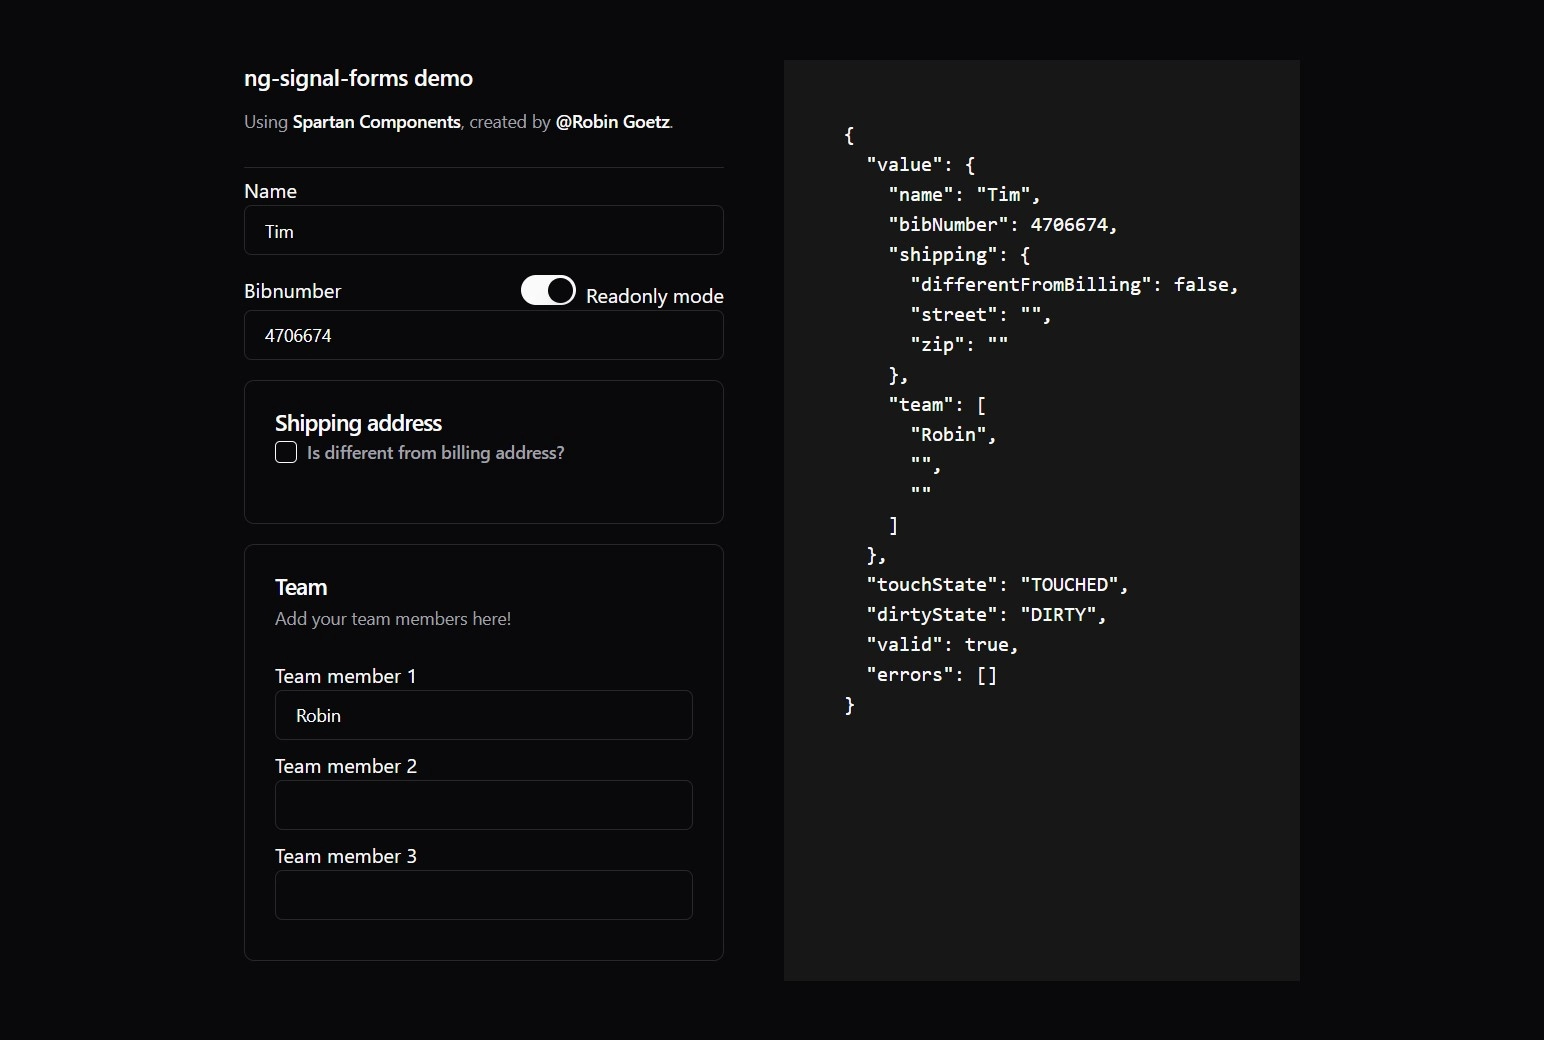 ng-signal-forms demo
Using Spartan Components, created by @Robin Goetz.
Name
Tim
Bibnumber
Readonly mode
4706674
Shipping address
Is different from billing address?
Team
Add your team members here!
Team member 1
Robin
Team member 2
Team member 3
{
  "value": {
    "name": "Tim",
    "bibNumber": 4706674,
    "shipping": {
      "differentFromBilling": false,
      "street": "",
      "zip": ""
    },
    "team": [
      "Robin",
      "",
      ""
    ]
  },
  "touchState": "TOUCHED",
  "dirtyState": "DIRTY",
  "valid": true,
  "errors": []
}